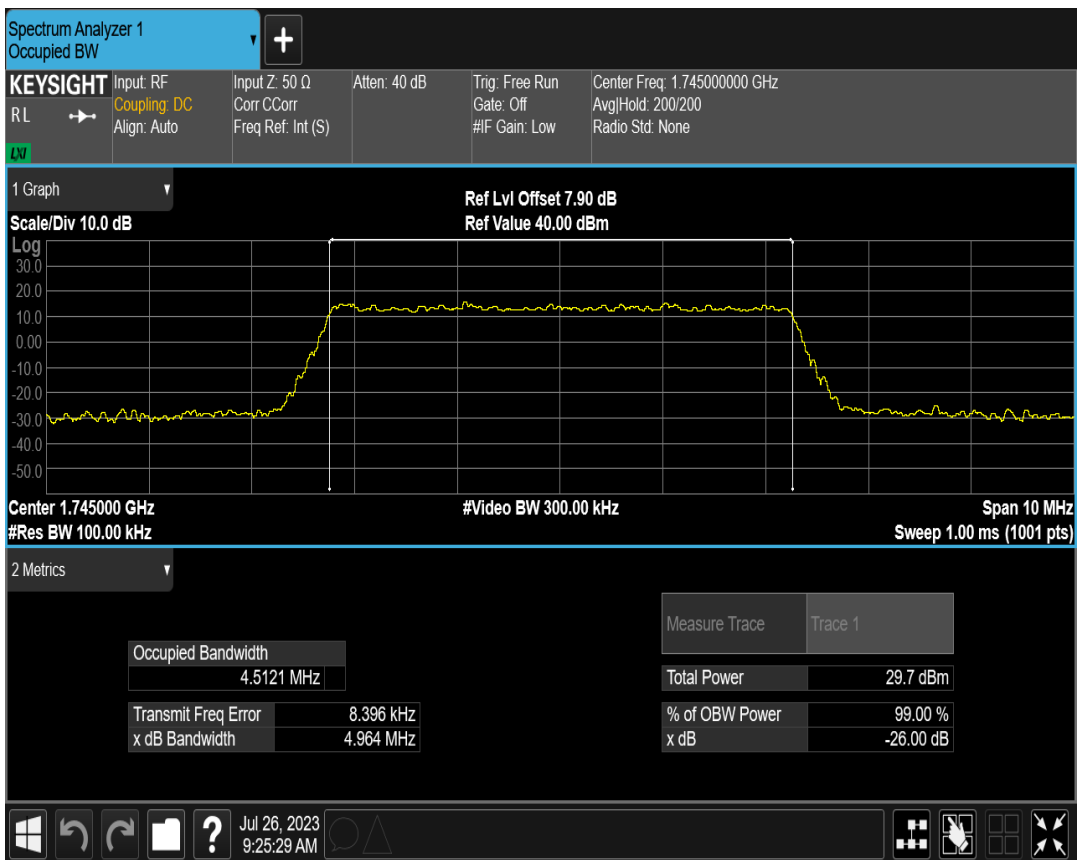 Spectrum Analyzer 1
Occupied BW
+
KEYSIGHT
R L
LXI
Input: RF
Coupling: DC
Align: Auto
Input Z: 50 Ω
Corr CCorr
Freq Ref: Int (S)
Atten: 40 dB
Trig: Free Run
Gate: Off
#IF Gain: Low
Center Freq: 1.745000000 GHz
Avg|Hold: 200/200
Radio Std: None
1 Graph
Scale/Div 10.0 dB
Ref Lvl Offset 7.90 dB
Ref Value 40.00 dBm
Log
30.0
20.0
10.0
0.00
-10.0
-20.0
-30.0
-40.0
-50.0
Center 1.745000 GHz
#Video BW 300.00 kHz
Span 10 MHz
#Res BW 100.00 kHz
Sweep 1.00 ms (1001 pts)
2 Metrics
Measure Trace Trace 1
Occupied Bandwidth
4.5121 MHz
Total Power 29.7 dBm
Transmit Freq Error 8.396 kHz
% of OBW Power 99.00 %
x dB Bandwidth 4.964 MHz
x dB -26.00 dB
?
Jul 26, 2023
9:25:29 AM